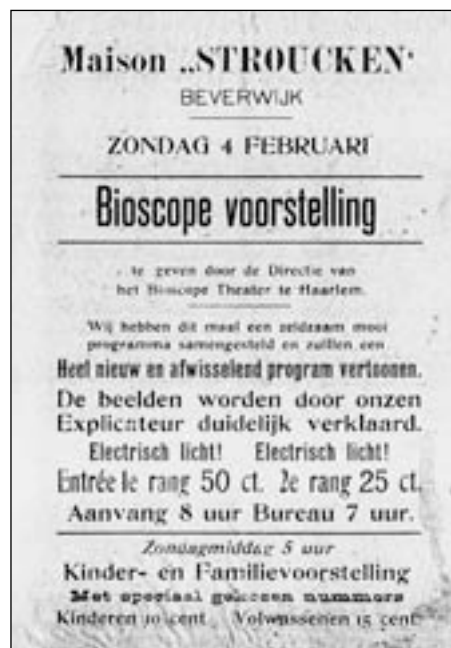 Maison „STROUCKEN"
BEVERWIJK
ZONDAG 4 FEBRUARI
Bioscope voorstelling
te geven door de Directie van
het Bioscope Theater te Haarlem.
Wij hebben dit maal een zeldzaam mooi
programma samengesteld en zullen een
Heel nieuw en afwisselend program vertoonen.
De beelden worden door onzen
Explicateur duidelijk verklaard.
Electrisch licht! Electrisch licht!
Entrée 1e rang 50 ct. 2e rang 25 ct.
Aanvang 8 uur Bureau 7 uur.
Zondagmiddag 5 uur
Kinder- en Familievoorstelling
Met speciaal gekozen nummers
Kinderen 10 cent Volwassenen 15 cent